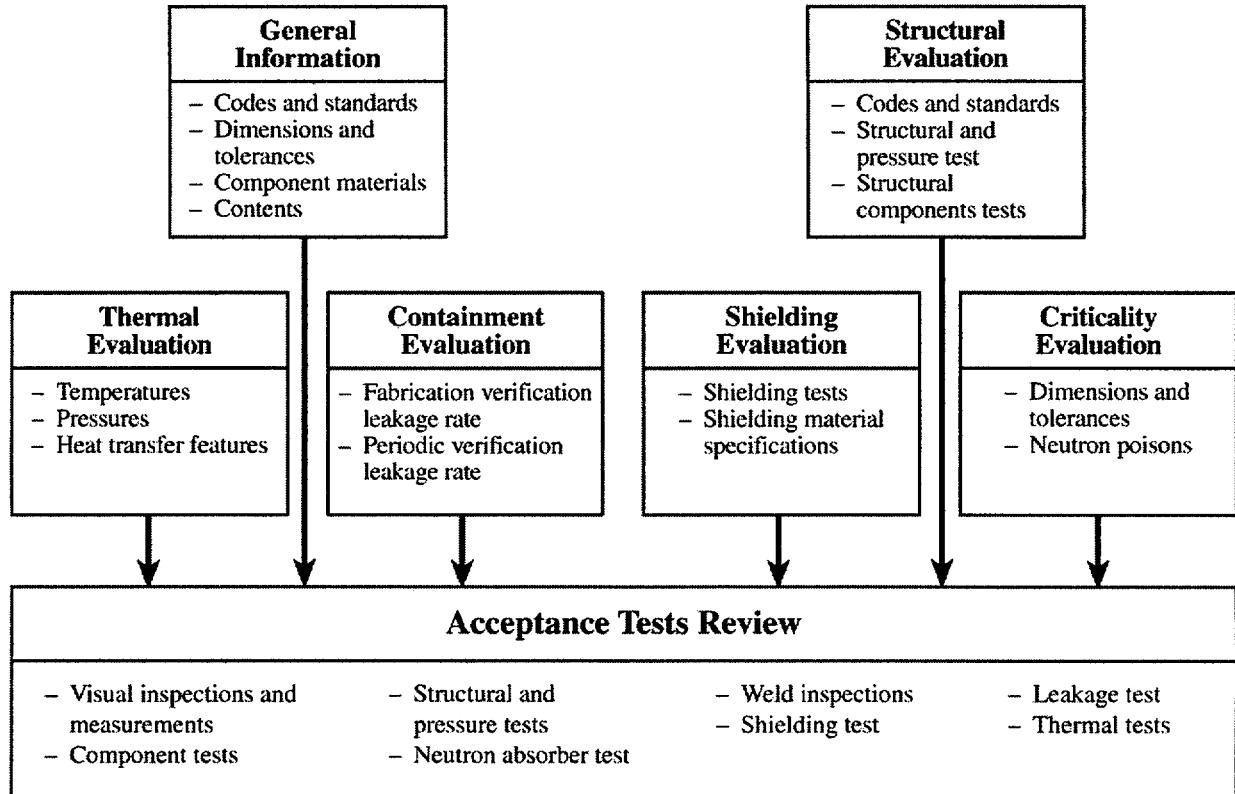 General
Information
– Codes and standards
– Dimensions and
tolerances
– Component materials
– Contents
Structural
Evaluation
– Codes and standards
– Structural and
pressure test
– Structural
components tests
Thermal
Evaluation
– Temperatures
– Pressures
– Heat transfer features
Containment
Evaluation
– Fabrication verification
leakage rate
– Periodic verification
leakage rate
Shielding
Evaluation
– Shielding tests
– Shielding material
specifications
Criticality
Evaluation
– Dimensions and
tolerances
– Neutron poisons
Acceptance Tests Review
– Visual inspections and
measurements
– Component tests
– Structural and
pressure tests
– Neutron absorber test
– Weld inspections
– Shielding test
– Leakage test
– Thermal tests